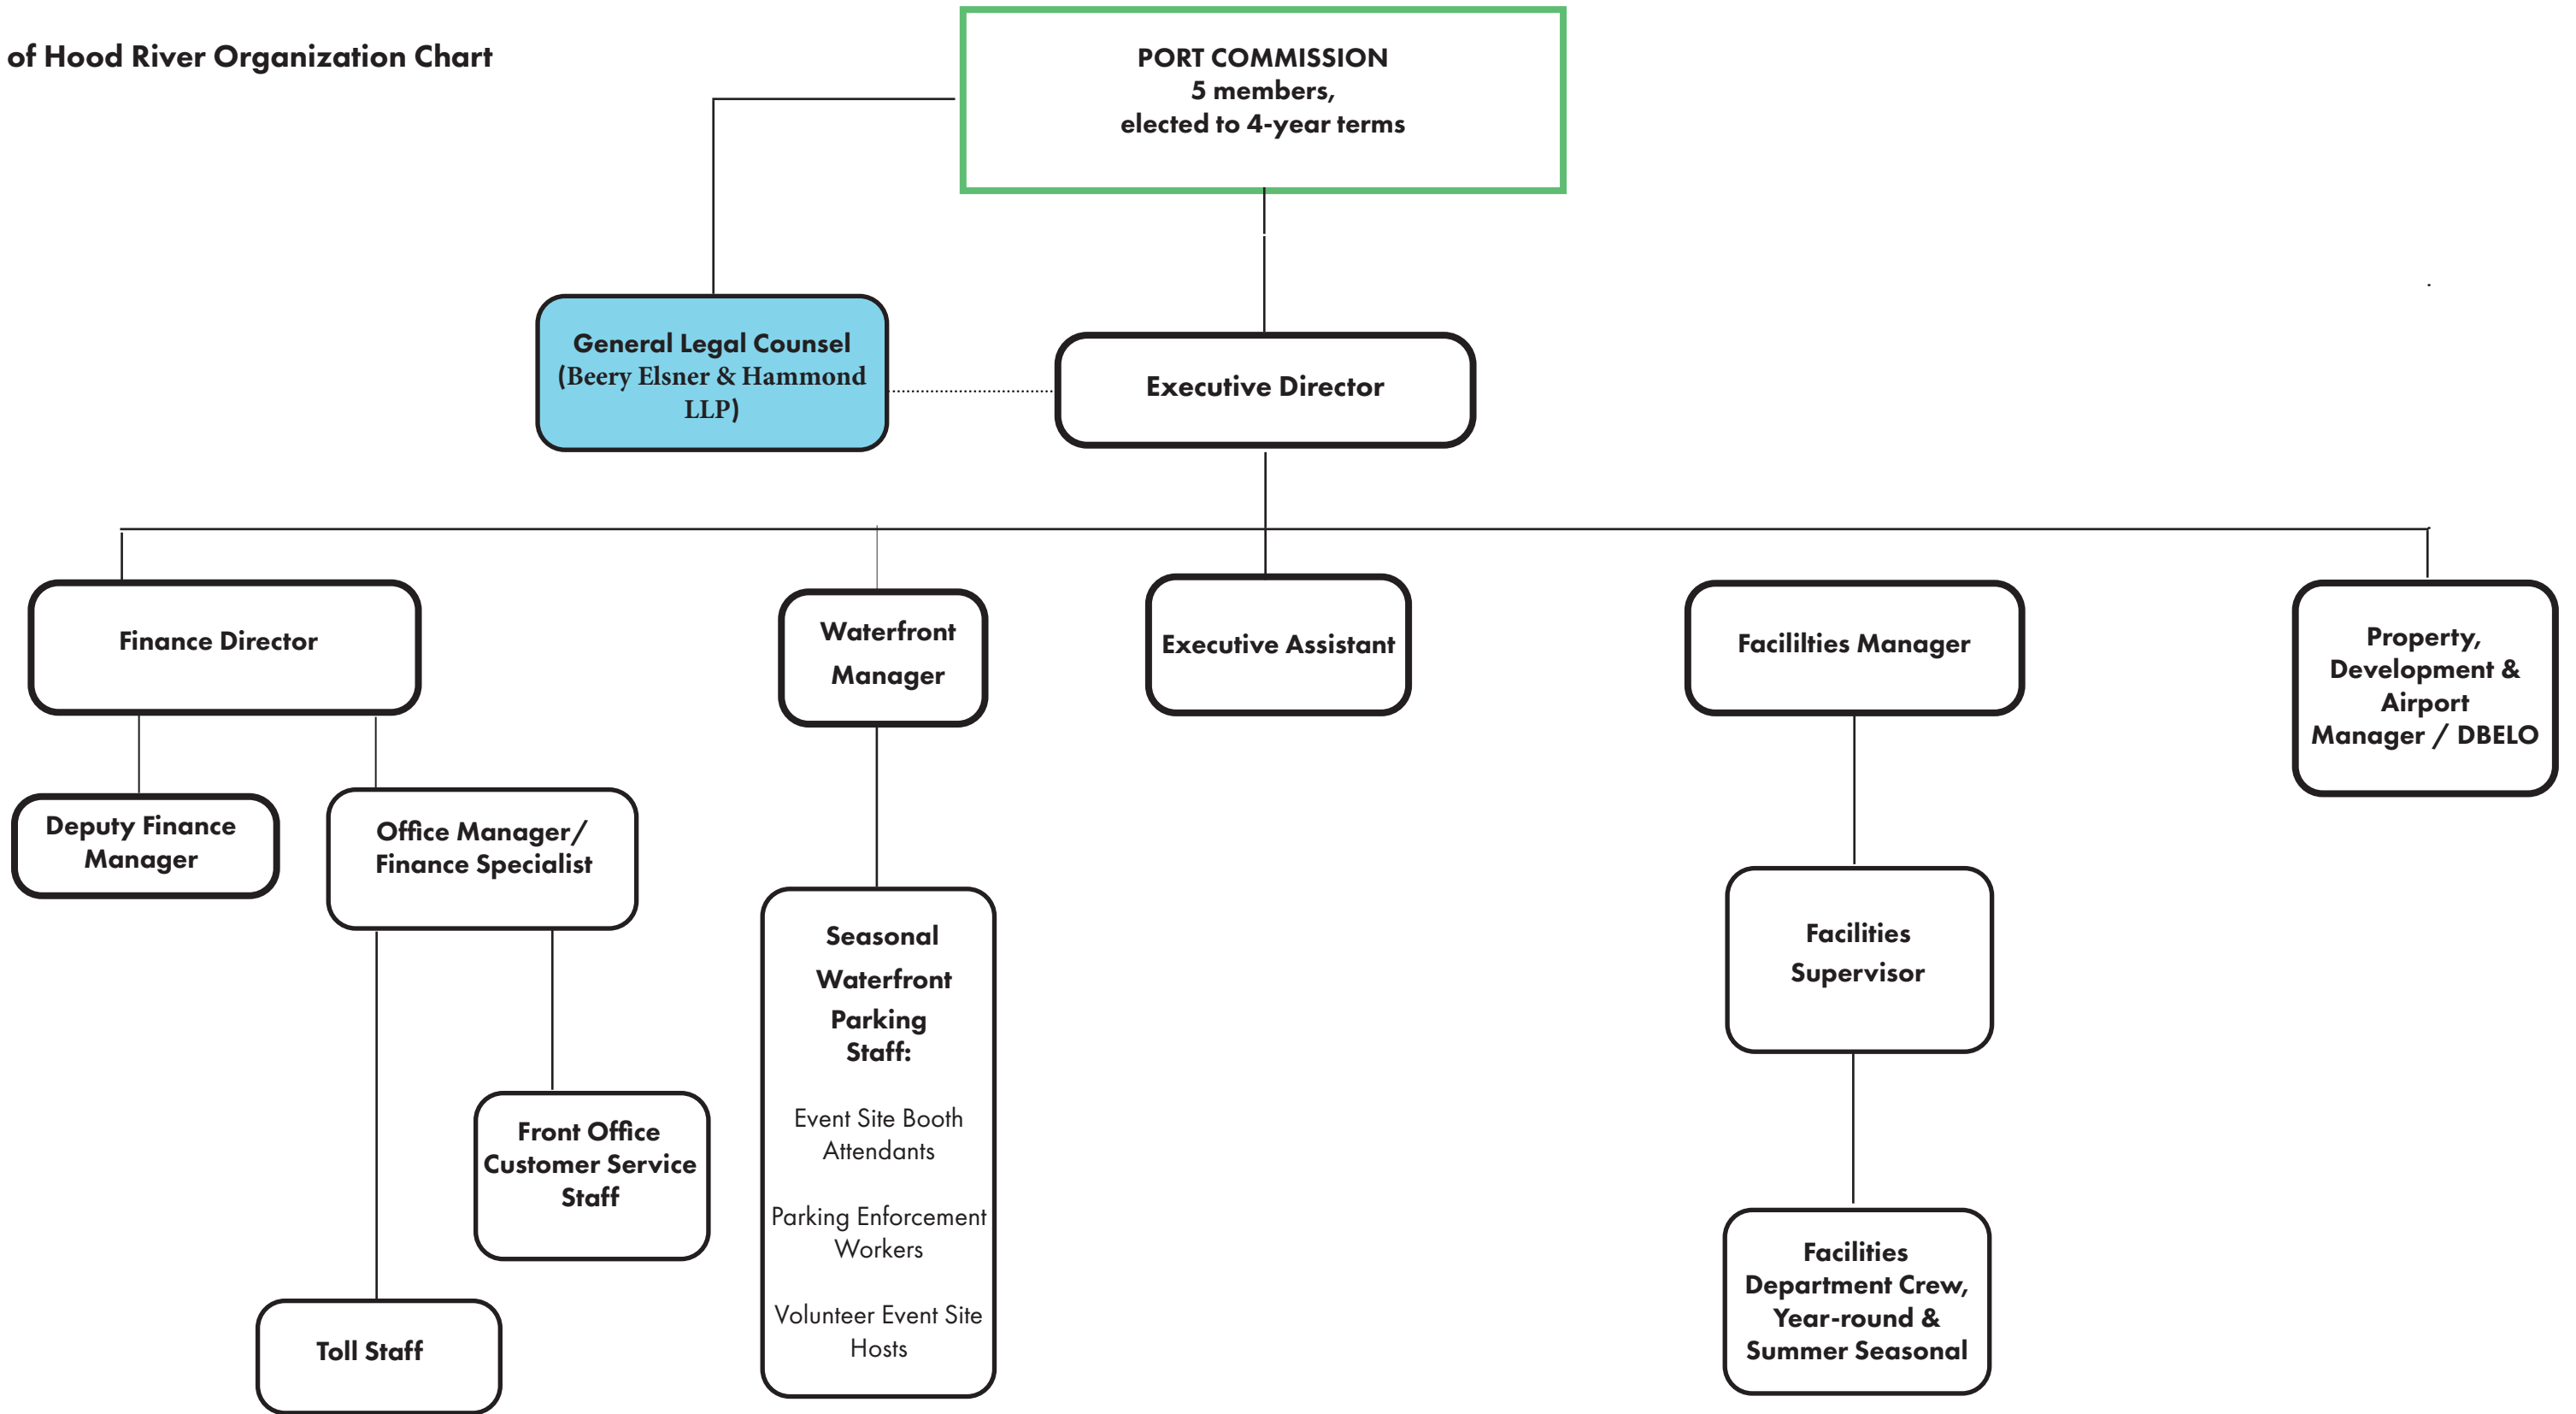 of Hood River Organization Chart
PORT COMMISSION
5 members,
elected to 4-year terms
General Legal Counsel
(Beery Elsner & Hammond
LLP)
Executive Director
Finance Director
Waterfront
Manager
Executive Assistant
Facililties Manager
Property,
Development &
Airport
Manager / DBELO
Deputy Finance
Manager
Office Manager/
Finance Specialist
Seasonal
Waterfront
Parking
Staff:
Event Site Booth
Attendants
Parking Enforcement
Workers
Volunteer Event Site
Hosts
Facilities
Supervisor
Front Office
Customer Service
Staff
Toll Staff
Facilities
Department Crew,
Year-round &
Summer Seasonal